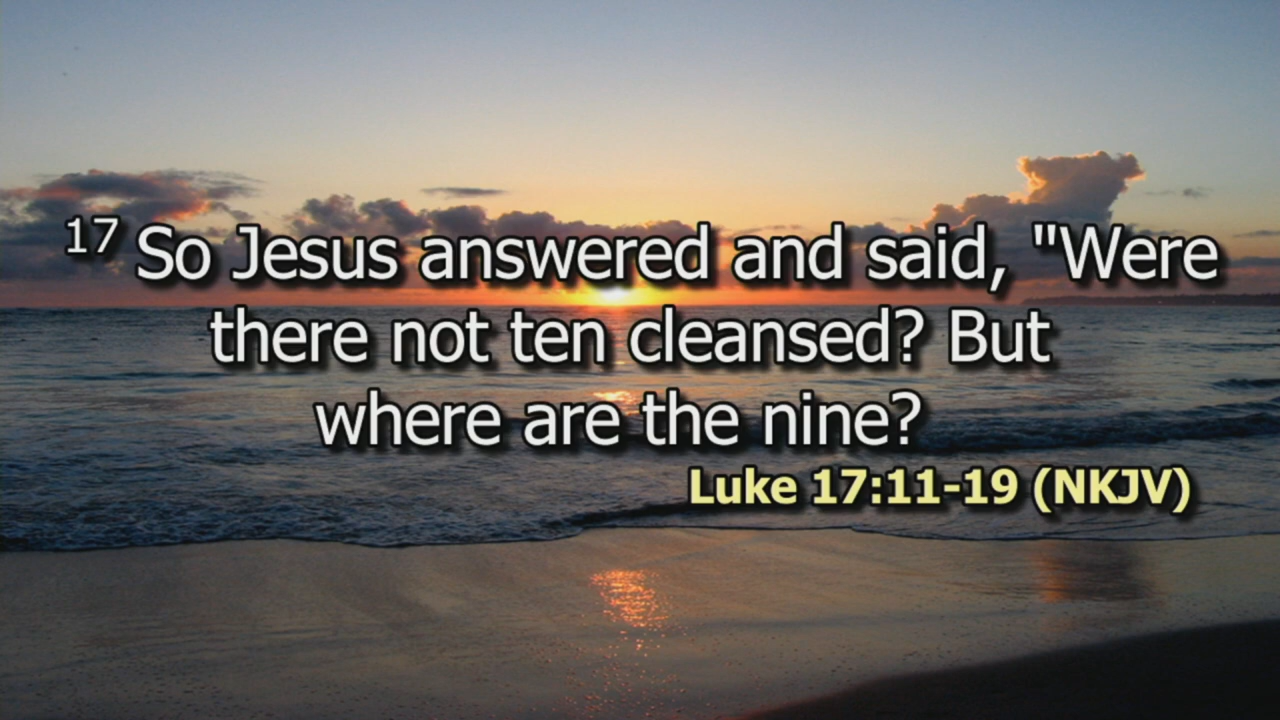 17 So Jesus answered and said, "Were
there not ten cleansed? But
where are the nine?
Luke 17:11-19 (NKJV)